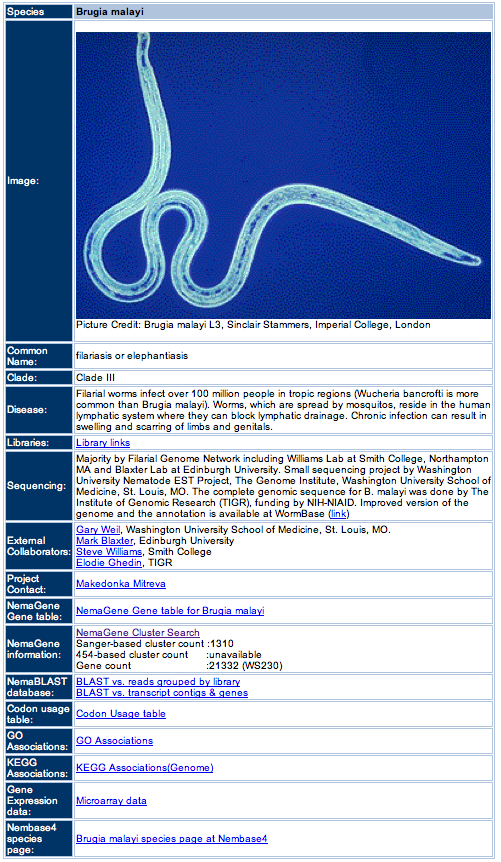 Species
Brugia malayi
Image:
Picture Credit: Brugia malayi L3, Sinclair Stammers, Imperial College, London
Common
Name:
filariasis or elephantiasis
Clade:
Clade III
Disease:
Filarial worms infect over 100 million people in tropic regions (Wucheria bancrofti is more
common than Brugia malayi). Worms, which are spread by mosquitos, reside in the human
lymphatic system where they can block lymphatic drainage. Chronic infection can result in
swelling and scarring of limbs and genitals.
Libraries:
Library links
Sequencing:
Majority by Filarial Genome Network including Williams Lab at Smith College, Northampton
MA and Blaxter Lab at Edinburgh University. Small sequencing project by Washington
University Nematode EST Project, The Genome Institute, Washington University School of
Medicine, St. Louis, MO. The complete genomic sequence for B. malayi was done by The
Institute of Genomic Research (TIGR), funding by NIH-NIAID. Improved version of the
genome and the annotation is available at WormBase (link)
External
Collaborators:
Gary Weil, Washington University School of Medicine, St. Louis, MO.
Mark Blaxter, Edinburgh University
Steve Williams, Smith College
Elodie Ghedin, TIGR
Project
Contact:
Makedonka Mitreva
NemaGene
Gene table:
NemaGene Gene table for Brugia malayi
NemaGene
information:
NemaGene Cluster Search
Sanger-based cluster count :1310
454-based cluster count :unavailable
Gene count :21332 (WS230)
NemaBLAST
database:
BLAST vs. reads grouped by library
BLAST vs. transcript contigs & genes
Codon usage
table:
Codon Usage table
GO
Associations:
GO Associations
KEGG
Associations:
KEGG Associations(Genome)
Gene
Expression
data:
Microarray data
Nembase4
species
page:
Brugia malayi species page at Nembase4